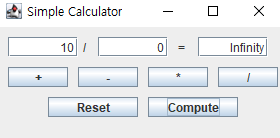 Simple Calculator
10 / 0 = Infinity
+ - * /
Reset Compute